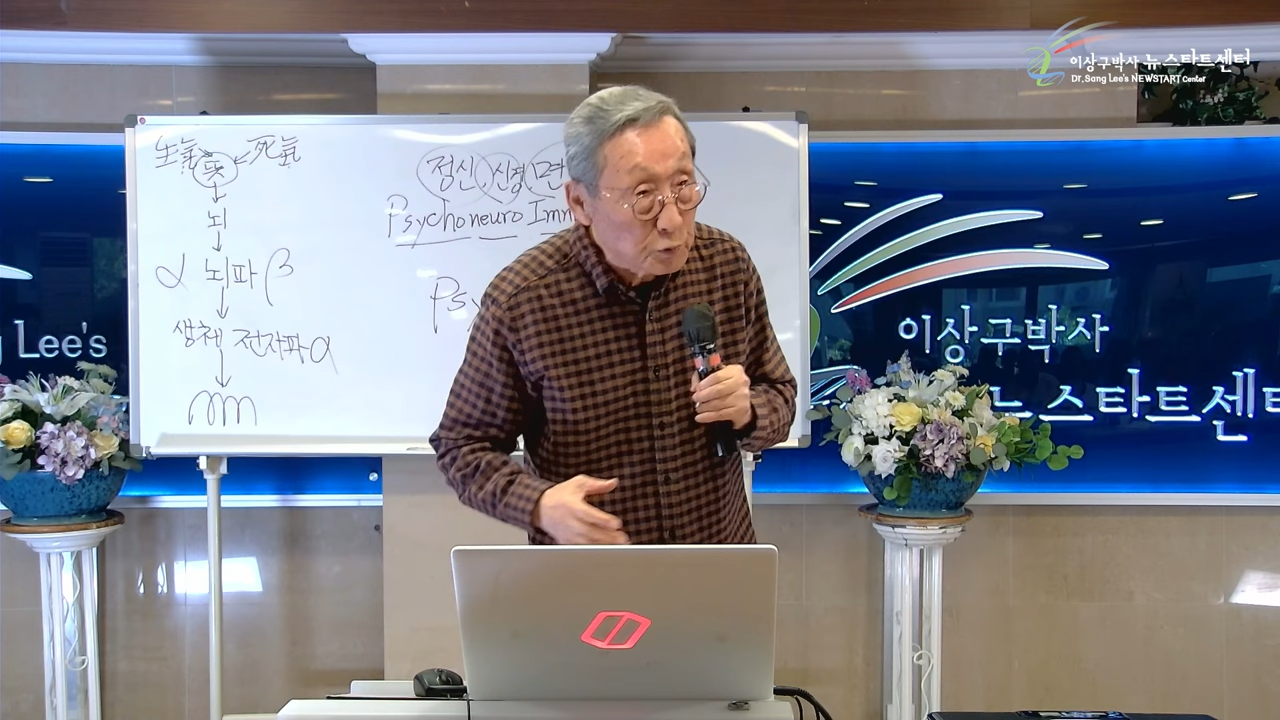 이상구박사 뉴스타트센터
Dr. Sang Lee's NEWSTART Center
生氣 死氣
뜻
뇌
α 뇌파 β
생체 전자파 α
정신, 신경, 면
Psychoneuro Imm
Psy
g Lee's
이상구박사
뉴스타트센터